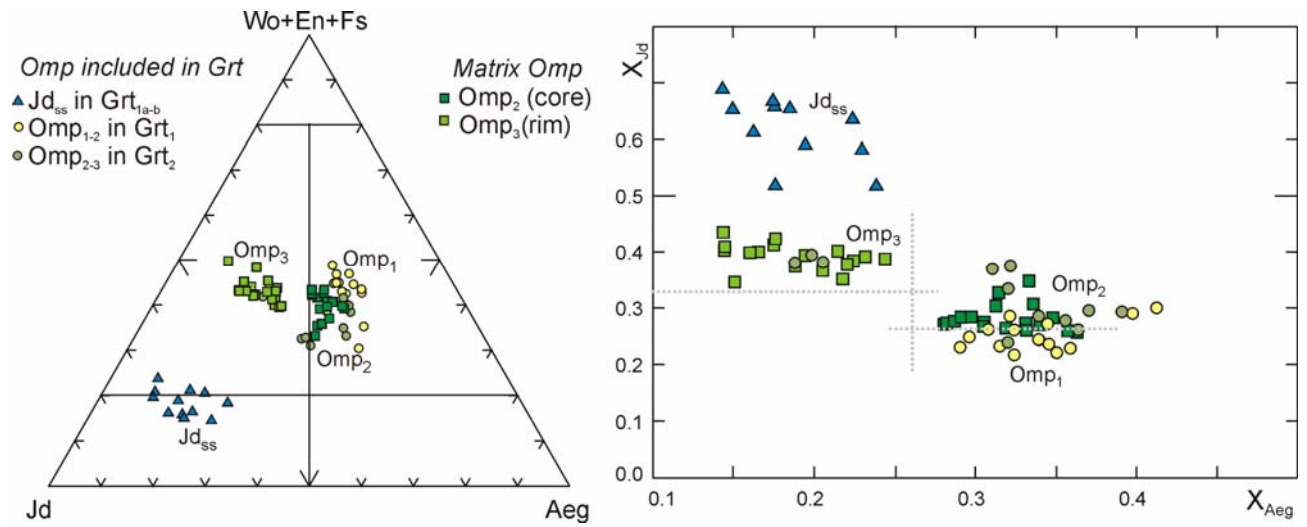 Wo+En+Fs
Omp included in Grt
Jdss in Grt1a-b
Omp1-2 in Grt1
Omp2-3 in Grt2
Matrix Omp
Omp2 (core)
Omp3(rim)
Omp3
Omp1
Omp2
Jdss
Jd
Aeg
XJd
0.6
0.5
0.4
0.3
0.2
0.0
0.1
0.2
0.3
0.4
XAeg
Jdss
Omp3
Omp2
Omp1